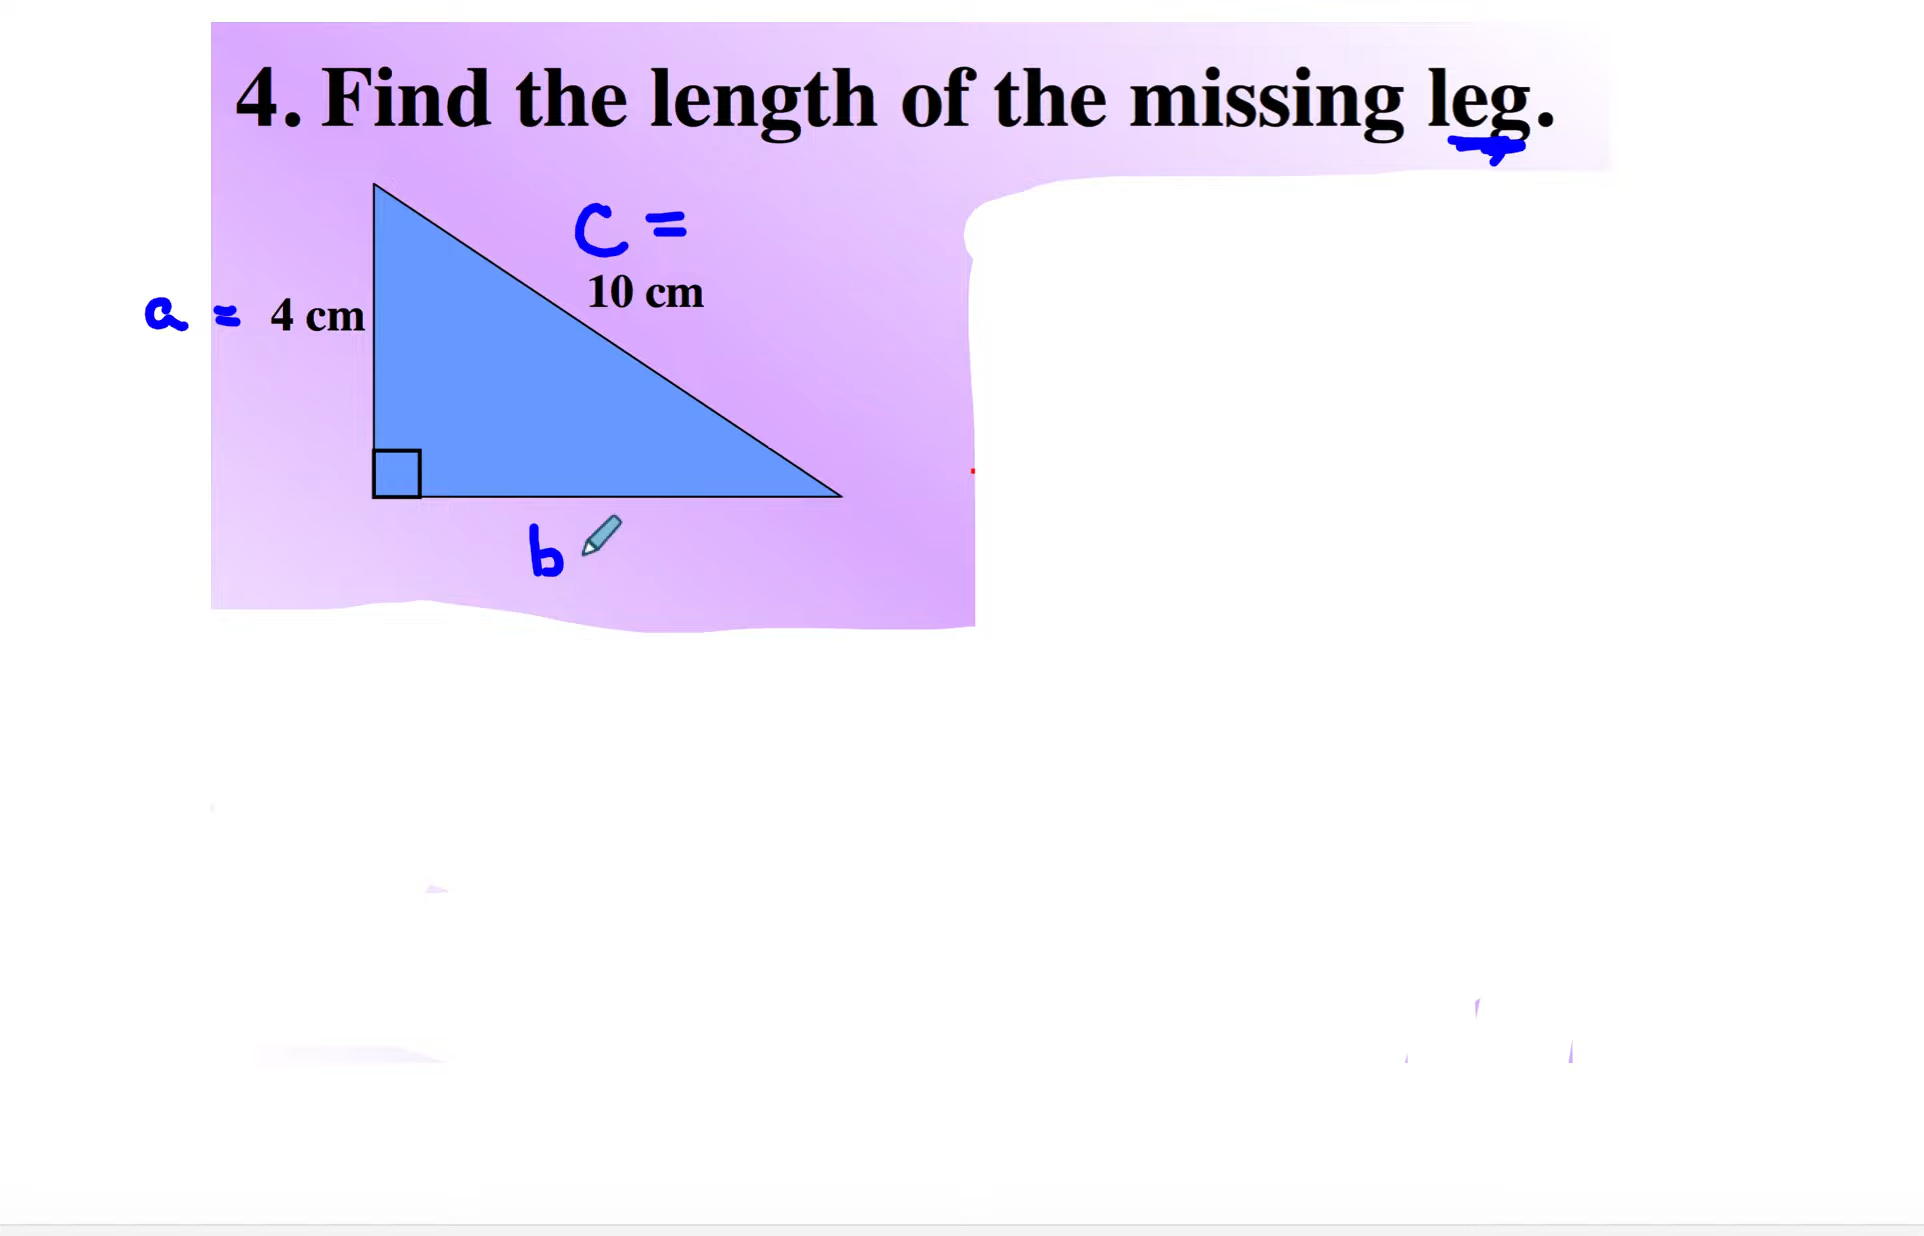 4. Find the length of the missing leg.
c =
10 cm
a = 4 cm
b